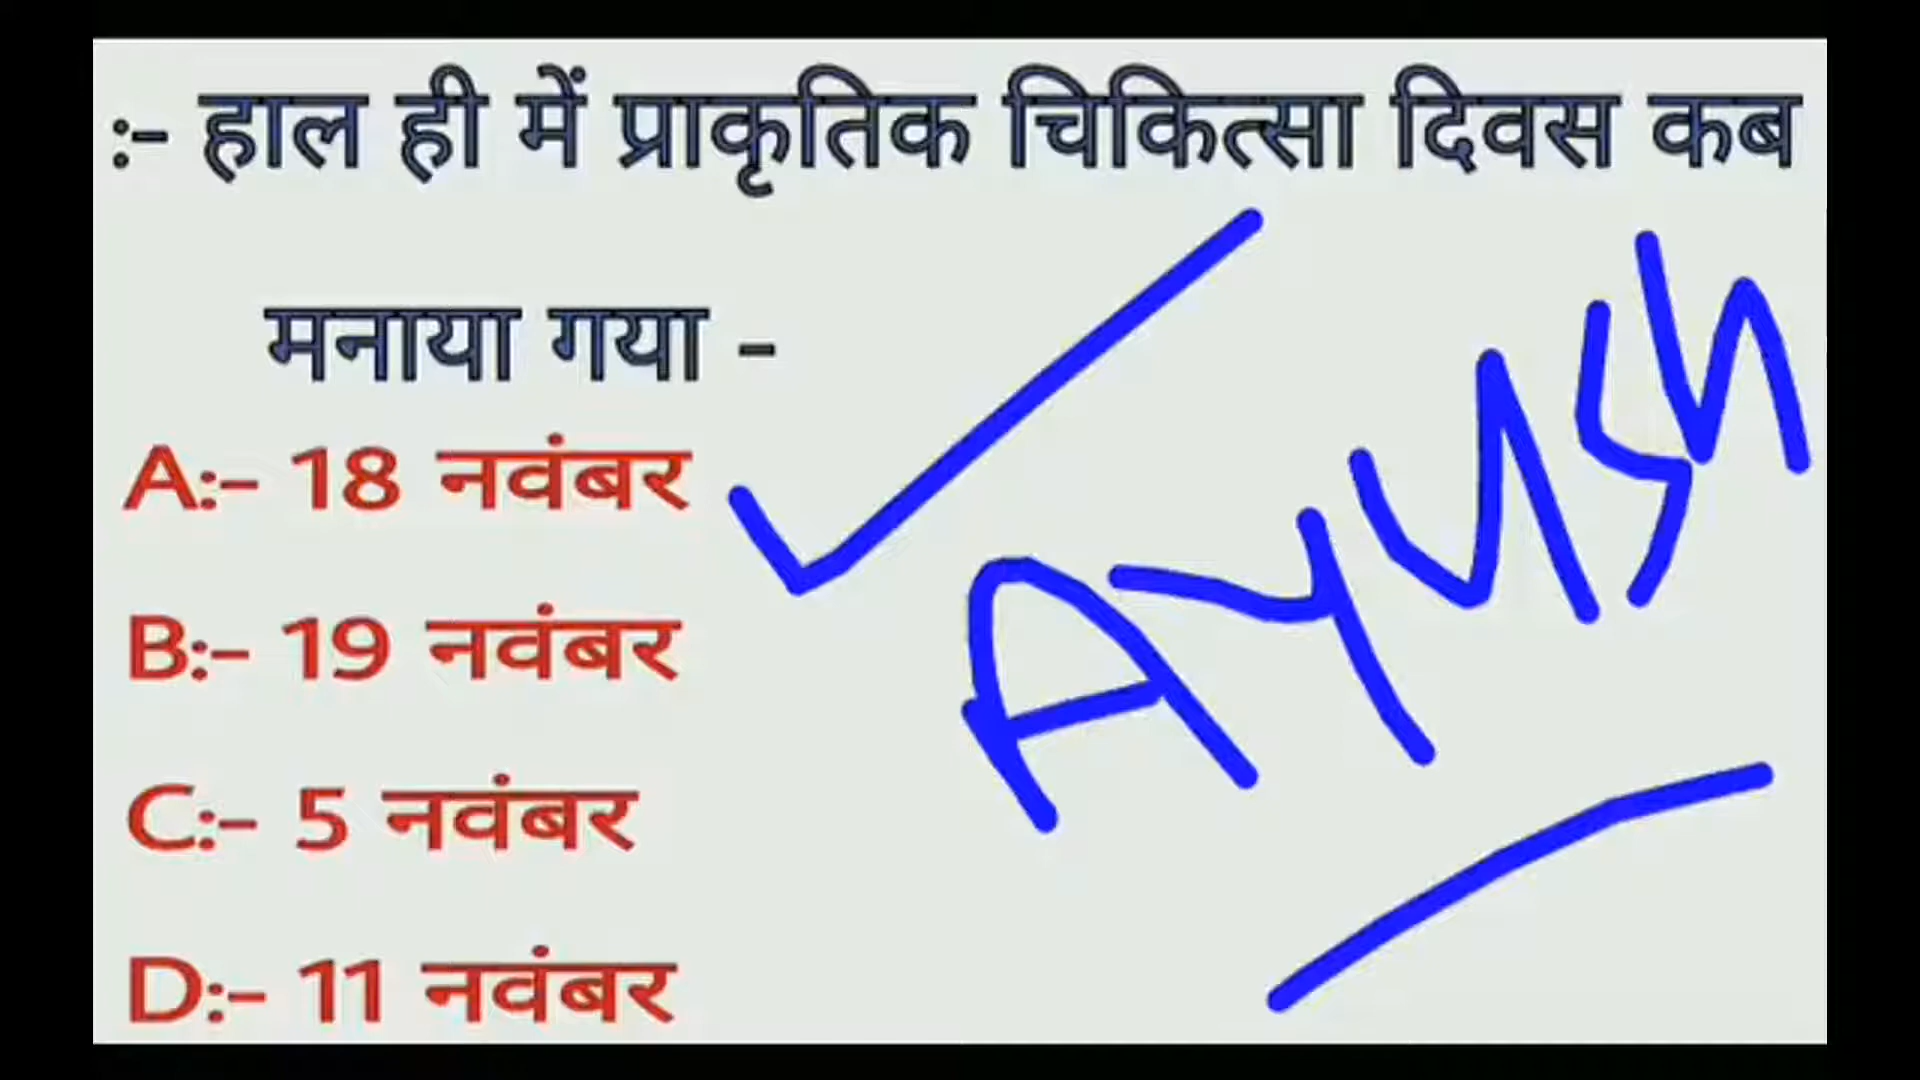 :- हाल ही में प्राकृतिक चिकित्सा दिवस कब
मनाया गया -
A:- 18 नवंबर
B:- 19 नवंबर
C:- 5 नवंबर
D:- 11 नवंबर
AYUSH